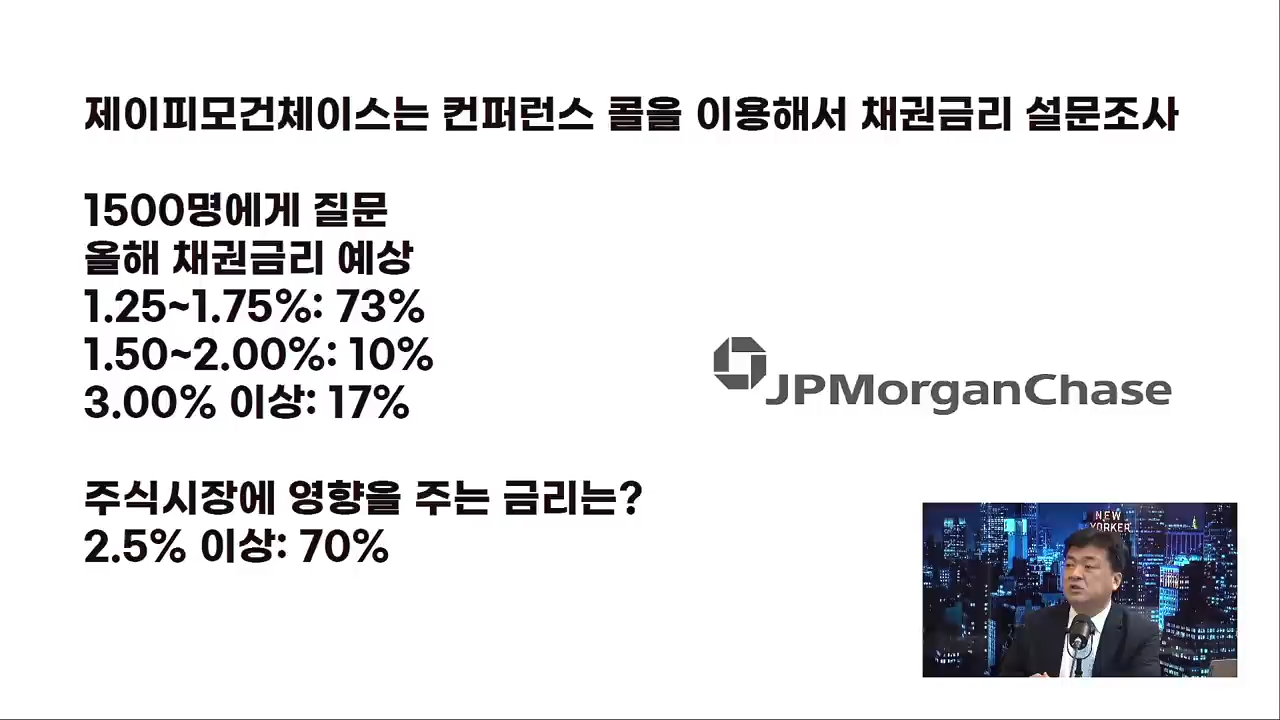 제이피모건체이스는 컨퍼런스 콜을 이용해서 채권금리 설문조사
1500명에게 질문
올해 채권금리 예상
1.25~1.75%: 73%
1.50~2.00%: 10%
3.00% 이상: 17%
JPMorganChase
주식시장에 영향을 주는 금리는?
2.5% 이상: 70%
NEW
YORKER